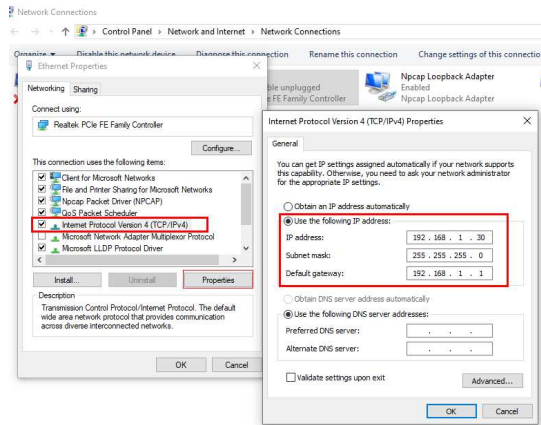 Network Connections
Control Panel > Network and Internet > Network Connections
Organize Disable this network device Diagnose this connection Rename this connection Change settings of this connectio
Npcap Loopback Adapter
Enabled
Npcap Loopback Adapter
ble unplugged
e FE Family Controller
Ethernet Properties
Networking Sharing
Connect using:
Realtek PCIe FE Family Controller
Configure...
This connection uses the following items:
Client for Microsoft Networks
File and Printer Sharing for Microsoft Networks
Npcap Packet Driver (NPCAP)
QoS Packet Scheduler
Internet Protocol Version 4 (TCP/IPv4)
Microsoft Network Adapter Multiplexor Protocol
Microsoft LLDP Protocol Driver
Install... Uninstall Properties
Description
Transmission Control Protocol/Internet Protocol. The default
wide area network protocol that provides communication
across diverse interconnected networks.
OK Cancel
Internet Protocol Version 4 (TCP/IPv4) Properties
General
You can get IP settings assigned automatically if your network supports
this capability. Otherwise, you need to ask your network administrator
for the appropriate IP settings.
Obtain an IP address automatically
Use the following IP address:
IP address: 192 . 168 . 1 . 30
Subnet mask: 255 . 255 . 255 . 0
Default gateway: 192 . 168 . 1 . 1
Obtain DNS server address automatically
Use the following DNS server addresses:
Preferred DNS server: . . .
Alternate DNS server: . . .
Validate settings upon exit
Advanced...
OK Cancel